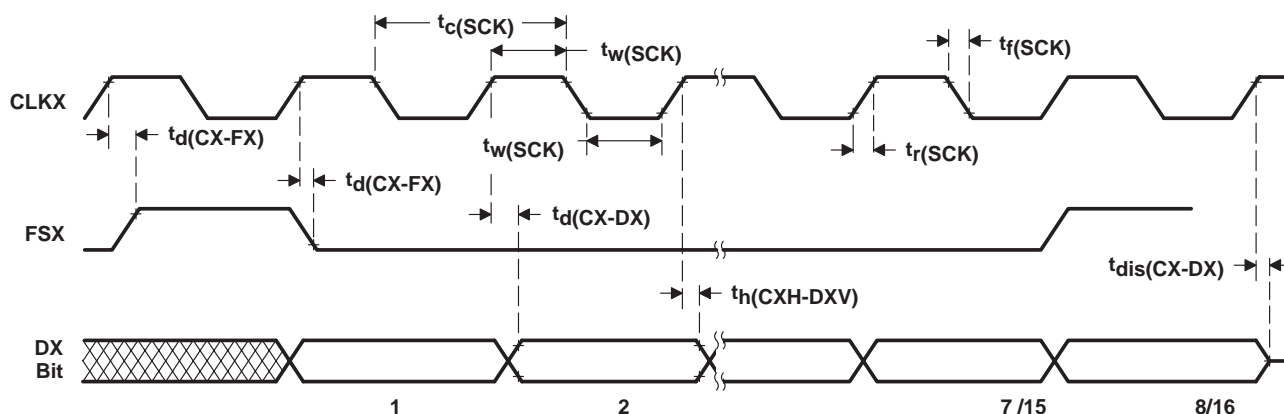 tc(SCK)
tw(SCK)
tf(SCK)
CLKX
td(CX-FX)
tw(SCK)
tr(SCK)
td(CX-FX)
td(CX-DX)
FSX
tdis(CX-DX)
th(CXH-DXV)
DX
Bit
1 2 7 /15 8/16